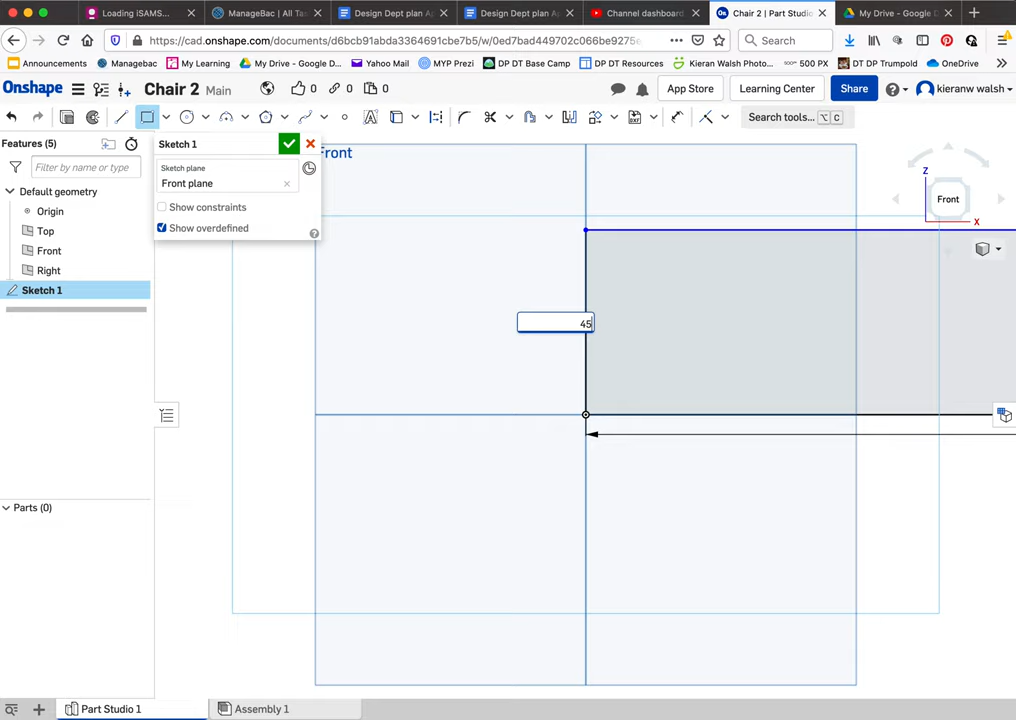 Loading iSAMS...
ManageBac | All Tas
Design Dept plan Ap
Design Dept plan Ap
Channel dashboard
Chair 2 | Part Studio
My Drive - Google D
https://cad.onshape.com/documents/d6bcb91abda3364691cbe7b5/w/0ed7bad449702c066be9275e
Search
Announcements
Managebac
My Learning
My Drive - Google D...
Yahoo Mail
MYP Prezi
DP DT Base Camp
DP DT Resources
Kieran Walsh Photo...
500 PX
DT DP Trumpold
OneDrive
Onshape
Chair 2
Main
0
0
0
App Store
Learning Center
Share
kieranw walsh
Search tools...
C
Features (5)
Filter by name or type
Default geometry
Origin
Top
Front
Right
Sketch 1
Parts (0)
Sketch 1
Sketch plane
Front plane
Show constraints
Show overdefined
Front
45
Z
Front
X
Part Studio 1
Assembly 1